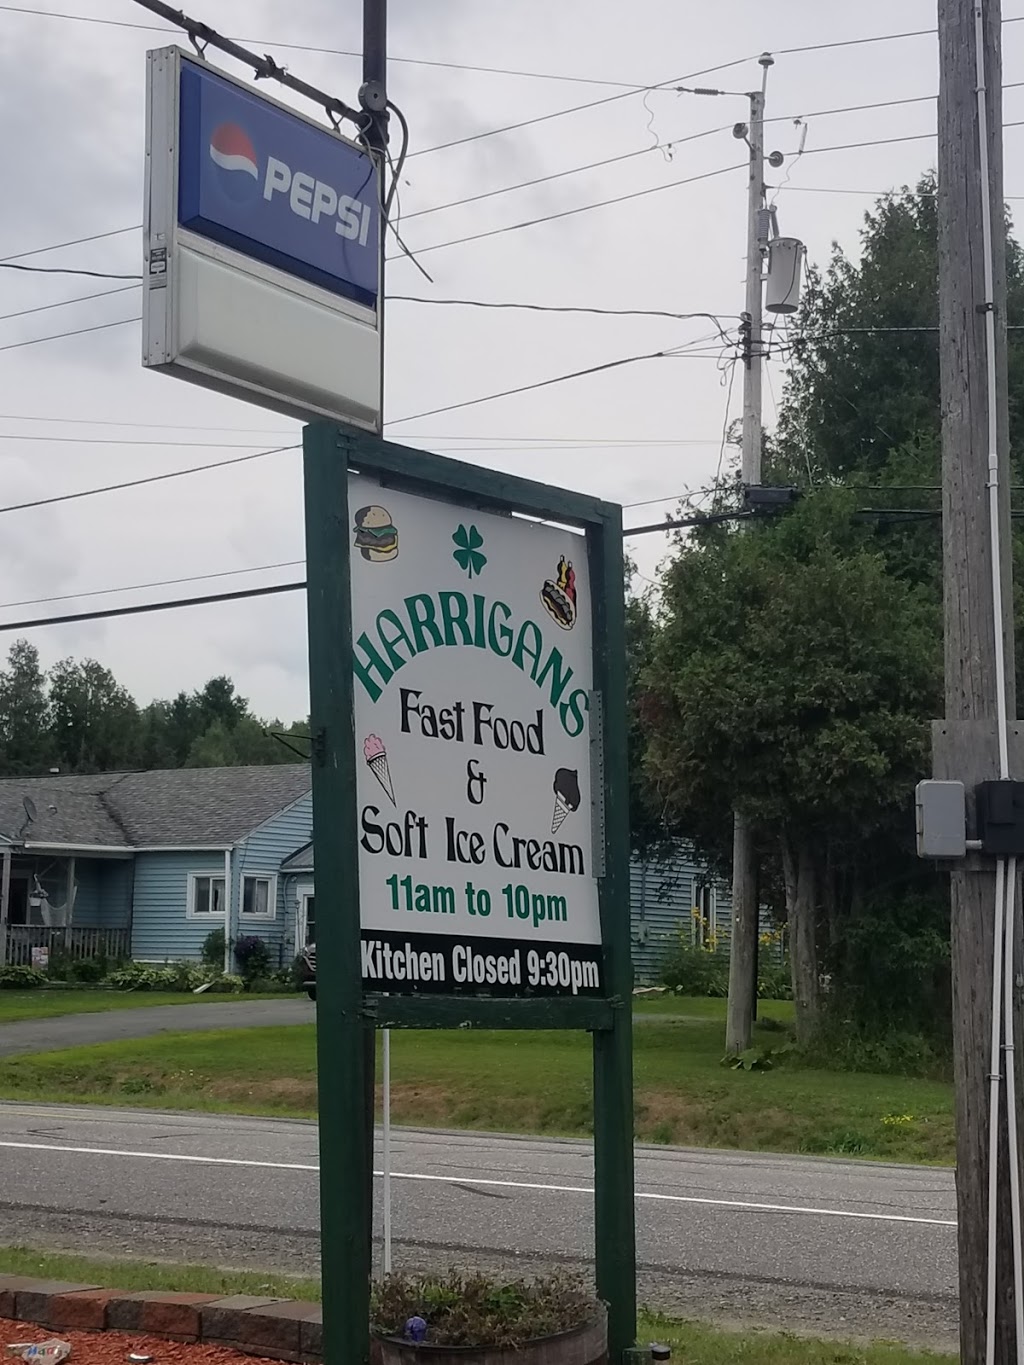 PEPSI
HARRIGANS
Fast Food
&
Soft Ice Cream
11am to 10pm
Kitchen Closed 9:30pm